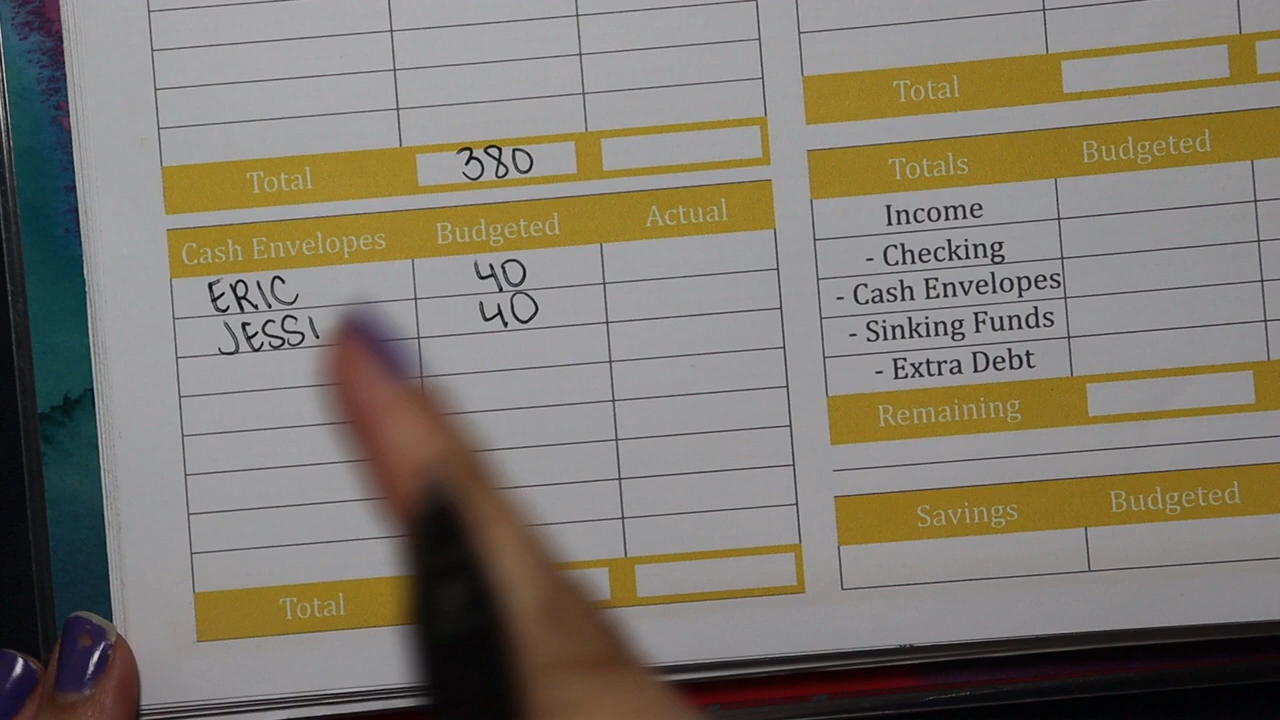 Total 380
Cash Envelopes Budgeted Actual
ERIC 40
JESSI 40
Total
Total
Totals Budgeted
Income
- Checking
- Cash Envelopes
- Sinking Funds
- Extra Debt
Remaining
Savings Budgeted